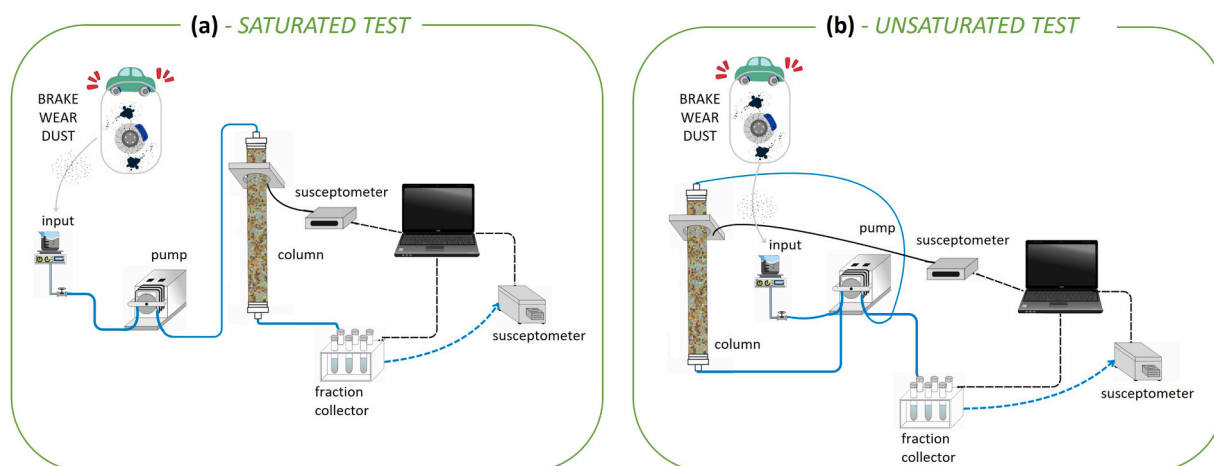 (a) - SATURATED TEST
BRAKE
WEAR
DUST
input
pump
column
susceptometer
susceptometer
fraction
collector
(b) - UNSATURATED TEST
BRAKE
WEAR
DUST
input
pump
column
susceptometer
susceptometer
fraction
collector